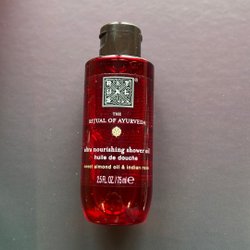 THE
RITUAL OF AYURVEDA
ultra nourishing shower oil
huile de douche
sweet almond oil & indian rose
2.5 FL. OZ / 75 ml e